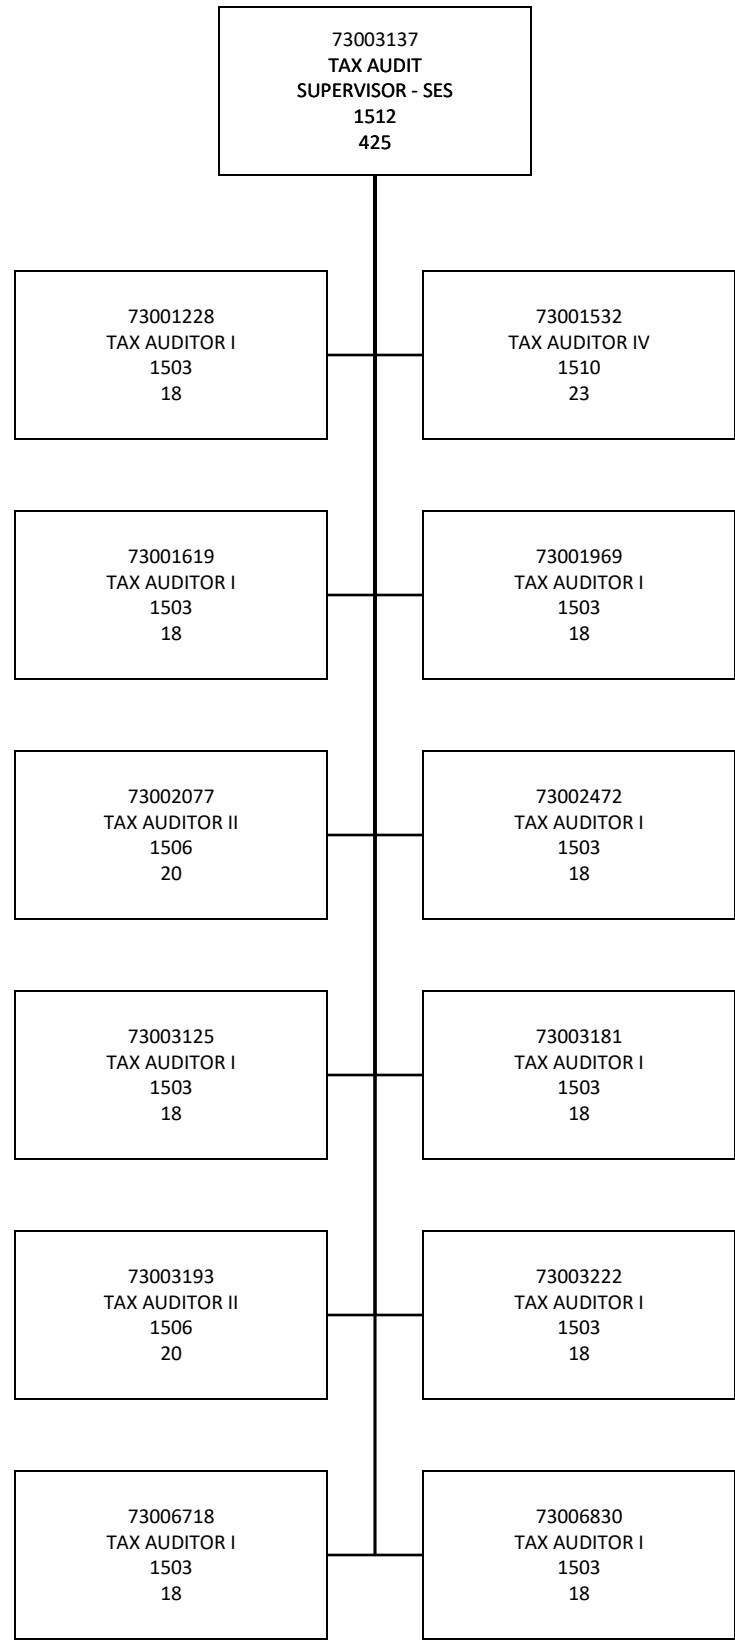 73003137
TAX AUDIT
SUPERVISOR - SES
1512
425
73001228
TAX AUDITOR I
1503
18
73001532
TAX AUDITOR IV
1510
23
73001619
TAX AUDITOR I
1503
18
73001969
TAX AUDITOR I
1503
18
73002077
TAX AUDITOR II
1506
20
73002472
TAX AUDITOR I
1503
18
73003125
TAX AUDITOR I
1503
18
73003181
TAX AUDITOR I
1503
18
73003193
TAX AUDITOR II
1506
20
73003222
TAX AUDITOR I
1503
18
73006718
TAX AUDITOR I
1503
18
73006830
TAX AUDITOR I
1503
18